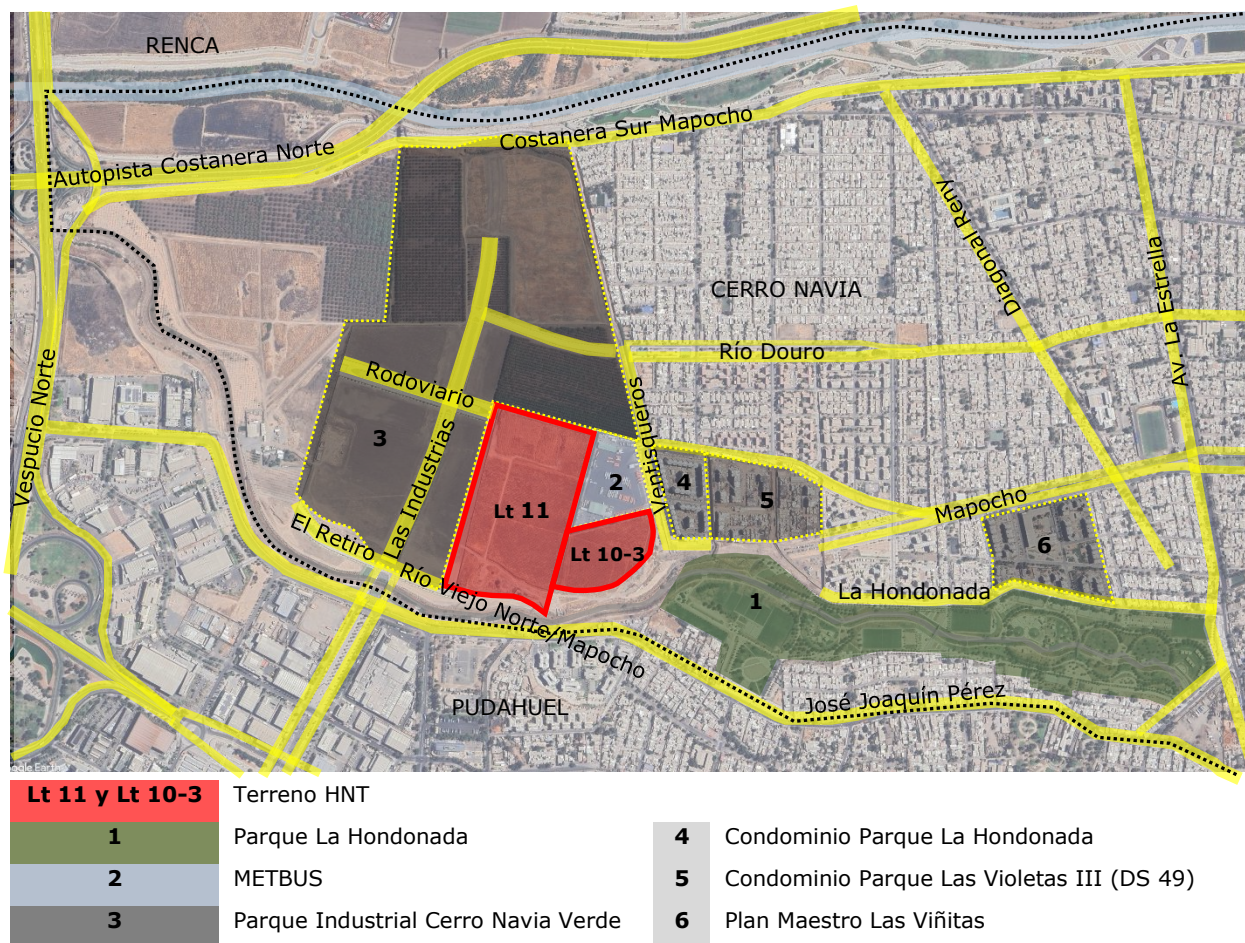 RENCA
Costanera Sur Mapocho
Autopista Costanera Norte
Diagonal Reny
Av. La Estrella
CERRO NAVIA
Río Douro
Vespucio Norte
Rodoviario
Las Industrias
Ventisqueros
3
2
4
5
Lt 11
Mapocho
El Retiro
Lt 10-3
6
Río Viejo Norte/Mapocho
1
La Hondonada
PUDAHUEL
José Joaquín Pérez
ogle Earth
Lt 11 y Lt 10-3 Terreno HNT
1 Parque La Hondonada
4 Condominio Parque La Hondonada
2 METBUS
5 Condominio Parque Las Violetas III (DS 49)
3 Parque Industrial Cerro Navia Verde
6 Plan Maestro Las Viñitas